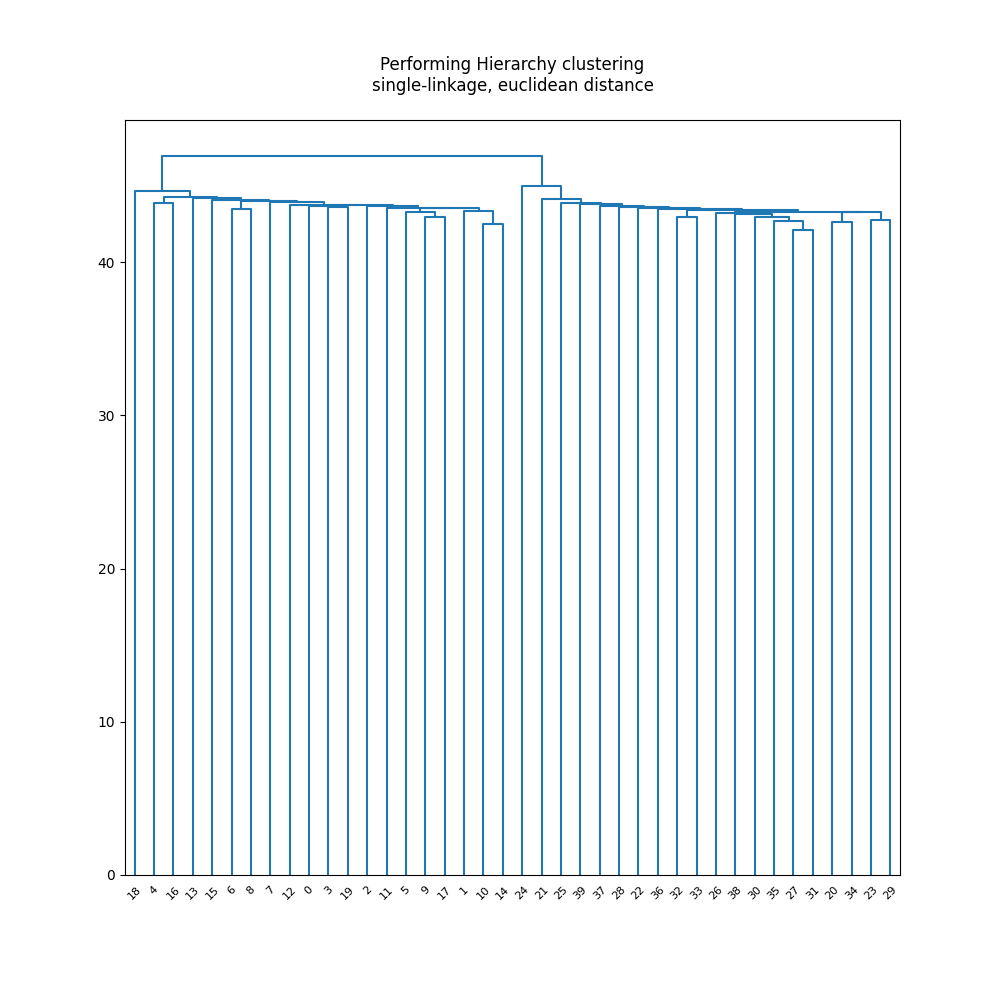 Performing Hierarchy clustering
single-linkage, euclidean distance
40
30
20
10
0
18 4 16 13 15 6 8 7 12 0 3 19 2 11 5 9 17 1 10 14 24 21 25 39 37 28 22 36 32 33 26 38 30 35 27 31 20 34 23 29